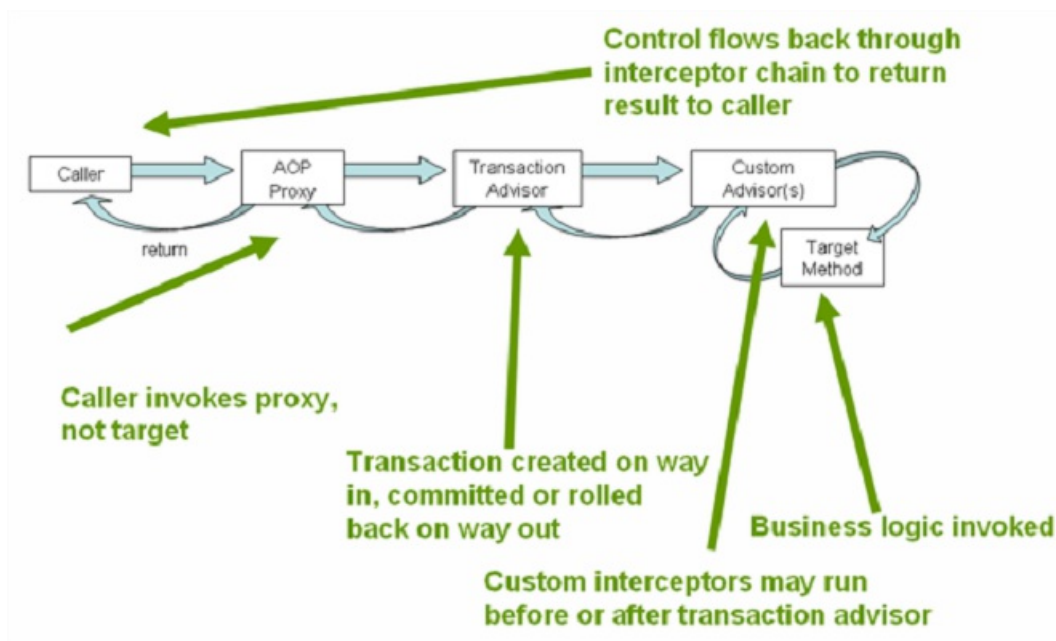 Control flows back through
interceptor chain to return
result to caller
Caller
AOP
Proxy
Transaction
Advisor
Custom
Advisor(s)
return
Target
Method
Caller invokes proxy,
not target
Transaction created on way
in, committed or rolled
back on way out
Business logic invoked
Custom interceptors may run
before or after transaction advisor